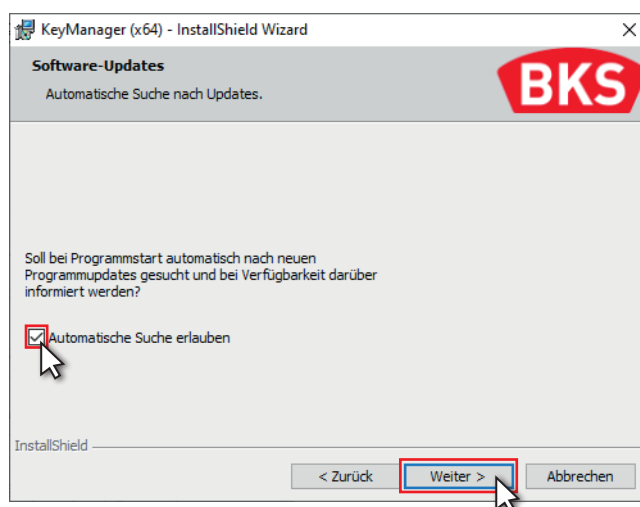 KeyManager (x64) - InstallShield Wizard
Software-Updates
Automatische Suche nach Updates.
BKS
Soll bei Programmstart automatisch nach neuen
Programmupdates gesucht und bei Verfügbarkeit darüber
informiert werden?
Automatische Suche erlauben
InstallShield
< Zurück Weiter > Abbrechen